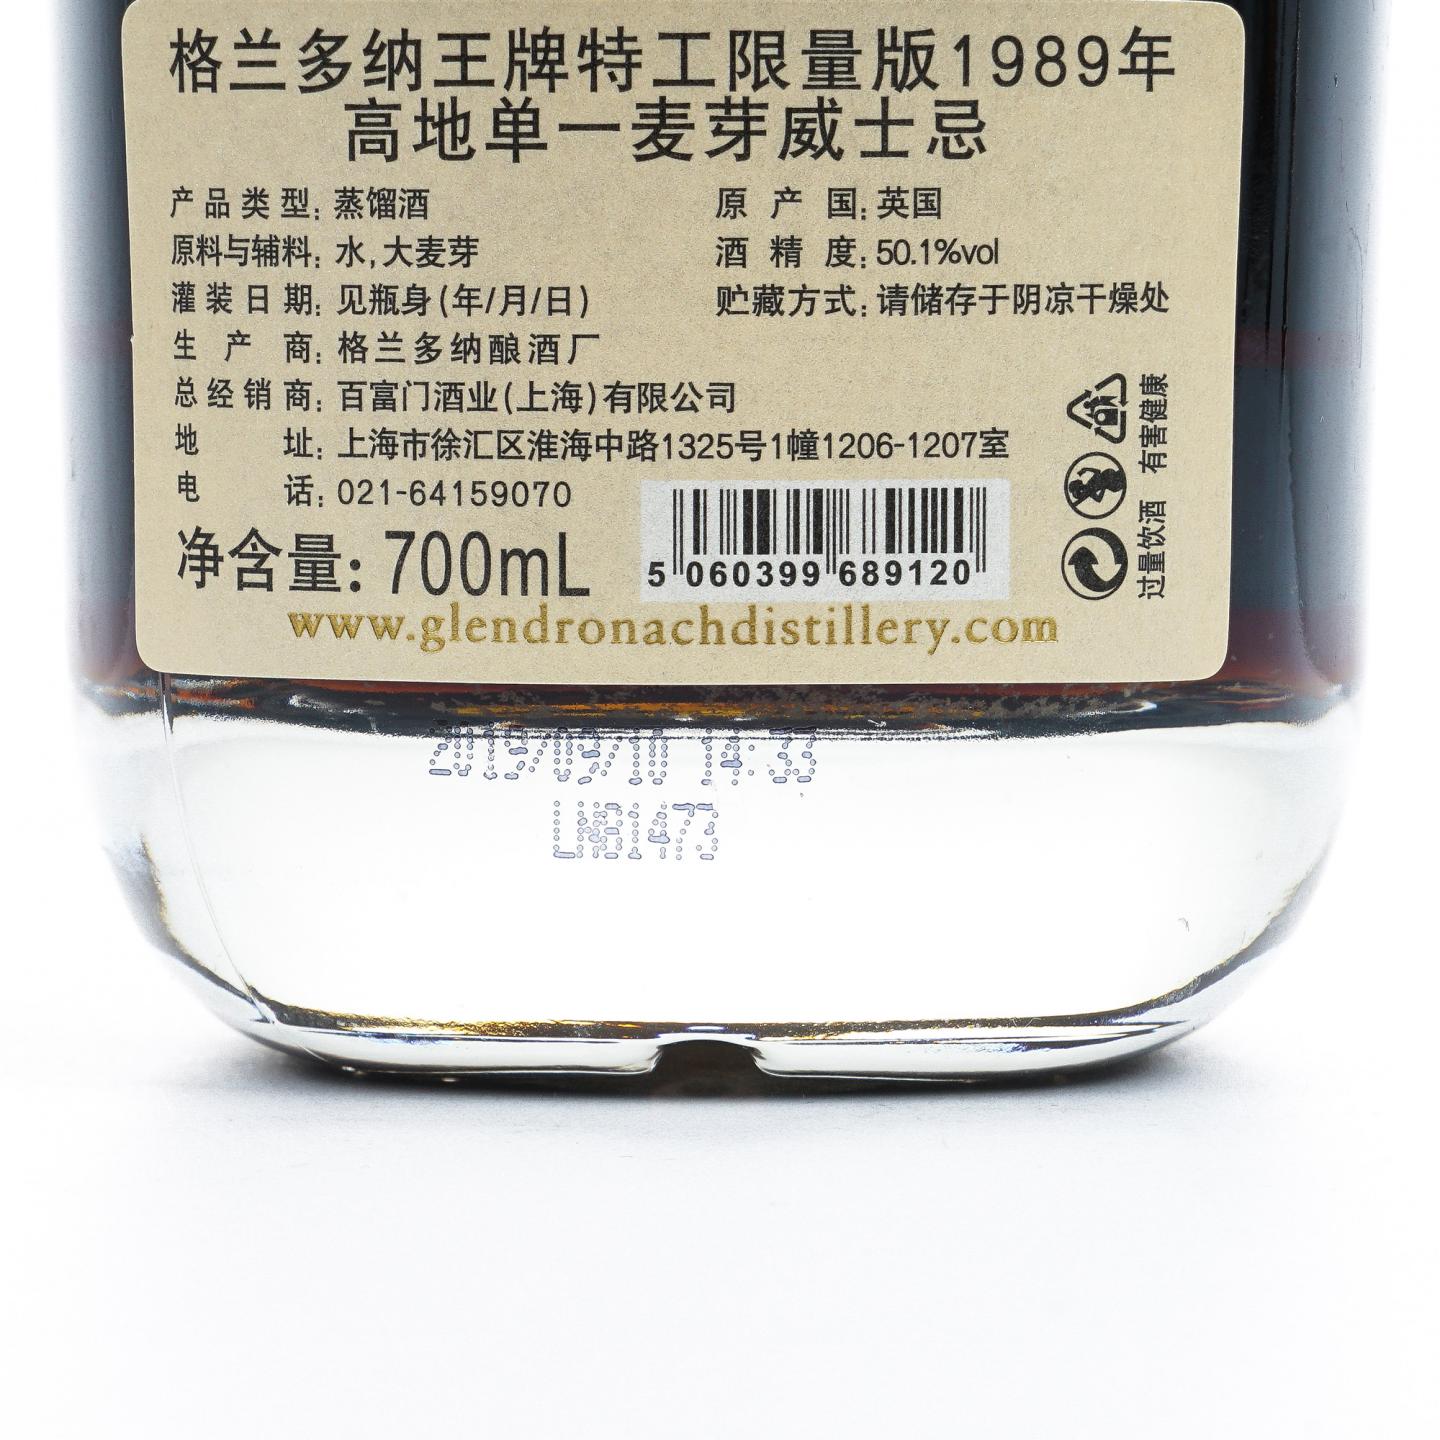 格兰多纳王牌特工限量版1989年
高地单一麦芽威士忌
产品类型: 蒸馏酒 原产国: 英国
原料与辅料: 水, 大麦芽 酒精度: 50.1%vol
灌装日期: 见瓶身(年/月/日) 贮藏方式: 请储存于阴凉干燥处
生产商: 格兰多纳酿酒厂
总经销商: 百富门酒业(上海)有限公司
地址: 上海市徐汇区淮海中路1325号1幢1206-1207室
电话: 021-64159070
净含量: 700mL
5 060399 689120
过量饮酒 有害健康
www.glendronachdistillery.com
2019/09/10 14:33